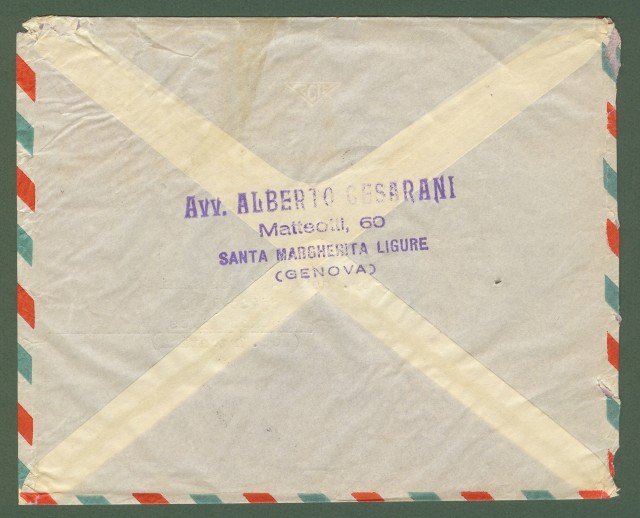 Avv. ALBERTO CESARANI
Matteotti, 60
SANTA MARGHERITA LIGURE
(GENOVA)